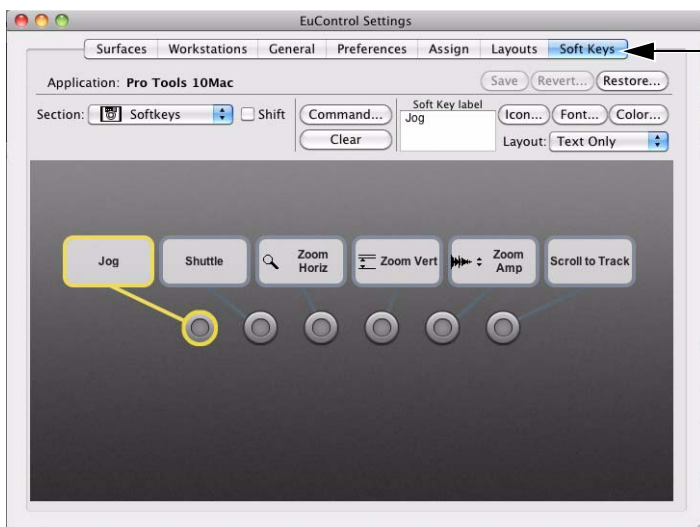 EuControl Settings
Surfaces Workstations General Preferences Assign Layouts Soft Keys
Application: Pro Tools 10Mac
Save Revert... Restore...
Section: Softkeys Shift Command... Clear
Soft Key label
Jog
Icon... Font... Color...
Layout: Text Only
Jog
Shuttle
Zoom
Horiz
Zoom Vert
Zoom
Amp
Scroll to Track